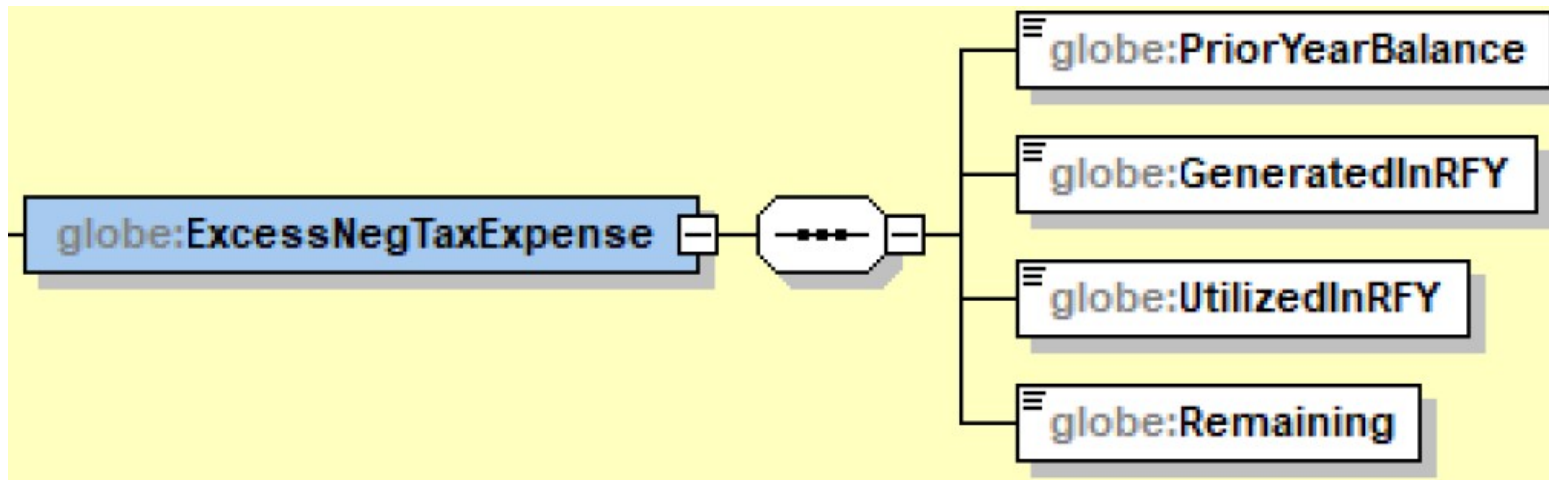 globe:PriorYearBalance
globe:GeneratedInRFY
globe:ExcessNegTaxExpense
globe:UtilizedInRFY
globe:Remaining